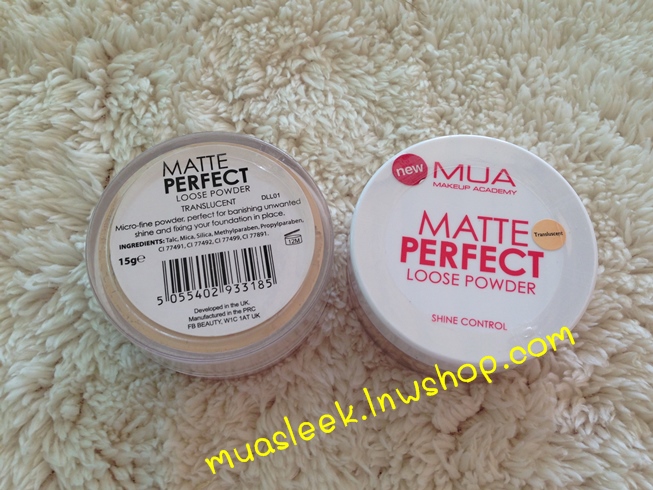 MATTE
PERFECT
LOOSE POWDER
TRANSLUCENT
DLL01
Micro-fine powder, perfect for banishing unwanted
shine and fixing your foundation in place.
INGREDIENTS: Talc, Mica, Silica, Methylparaben, Propylparaben,
CI 77491, CI 77492, CI 77499, CI 77891.
15g℮
12M
5 055402 933185
Developed in the UK.
Manufactured in the PRC
FB BEAUTY, W1C 1AT UK
new
MUA
MAKEUP ACADEMY
MATTE
PERFECT
LOOSE POWDER
Translucent
SHINE CONTROL
muasleek.lnwshop.com